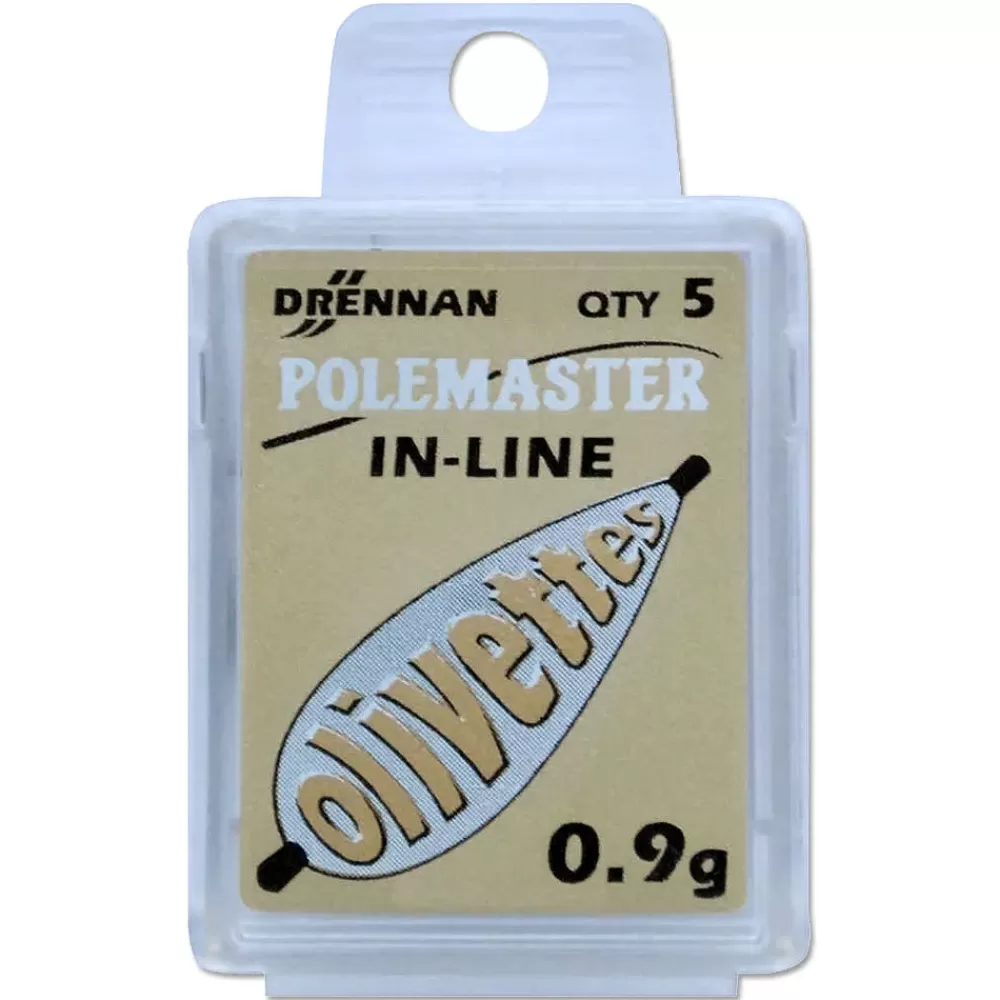 DRENNAN QTY 5
POLEMASTER
IN-LINE
olivettes
0.9g